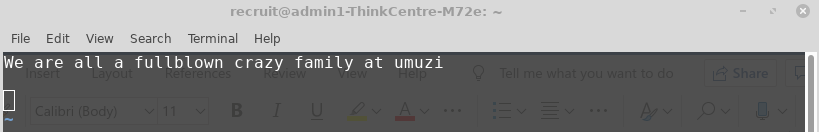 recruit@admin1-ThinkCentre-M72e: ~
File Edit View Search Terminal Help
We are all a fullblown crazy family at umuzi
Insert References Review View Help Tell me what you want to do Share
Calibri (Body) 11 B I U A
~